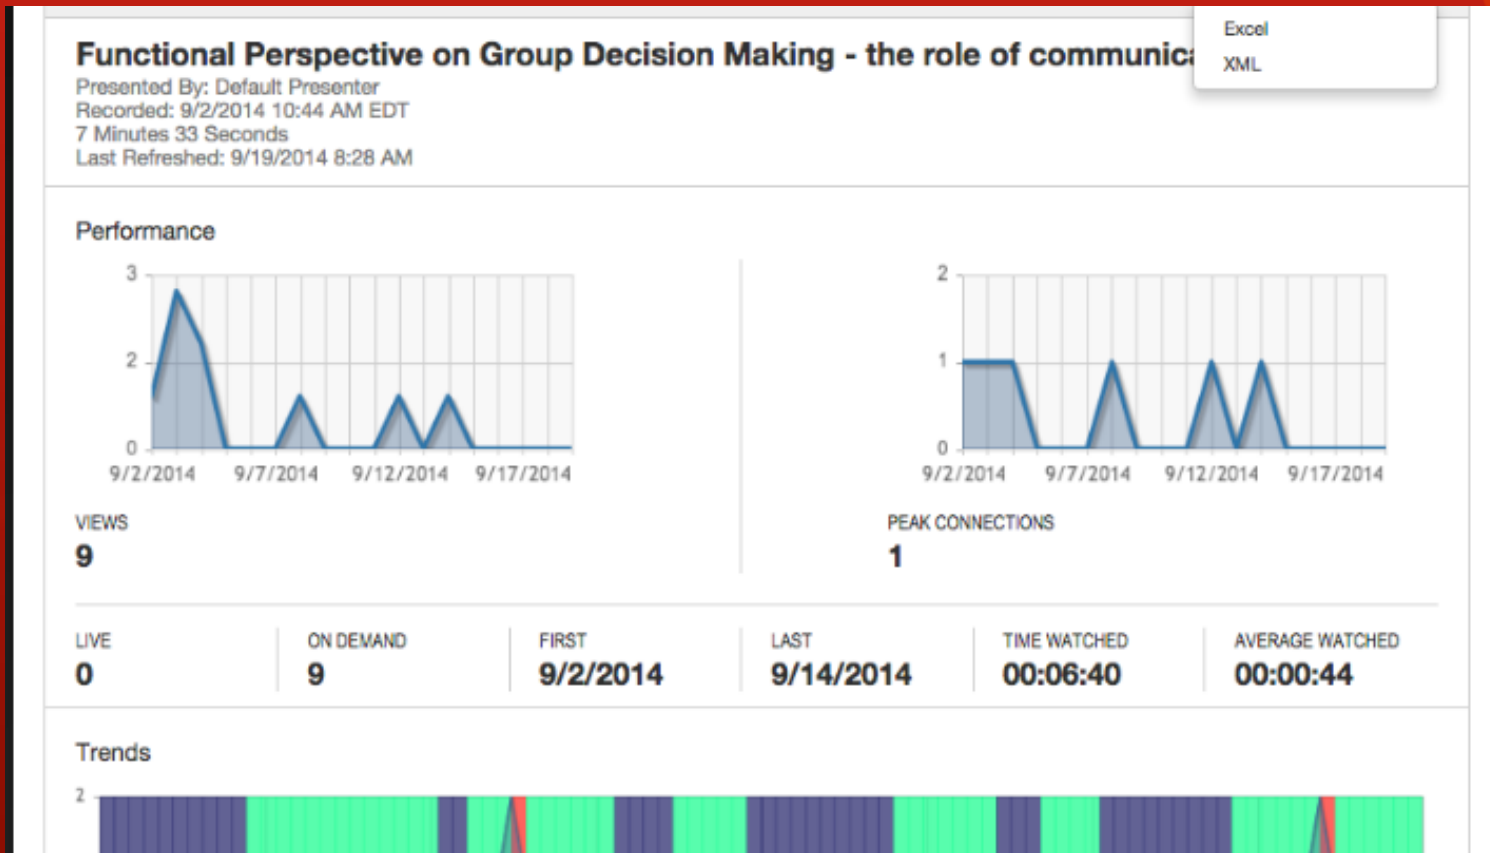 Excel
XML
Functional Perspective on Group Decision Making - the role of communica
Presented By: Default Presenter
Recorded: 9/2/2014 10:44 AM EDT
7 Minutes 33 Seconds
Last Refreshed: 9/19/2014 8:28 AM
Performance
3
2
0
9/2/2014 9/7/2014 9/12/2014 9/17/2014
2
1
0
9/2/2014 9/7/2014 9/12/2014 9/17/2014
VIEWS
9
PEAK CONNECTIONS
1
LIVE
0
ON DEMAND
9
FIRST
9/2/2014
LAST
9/14/2014
TIME WATCHED
00:06:40
AVERAGE WATCHED
00:00:44
Trends
2